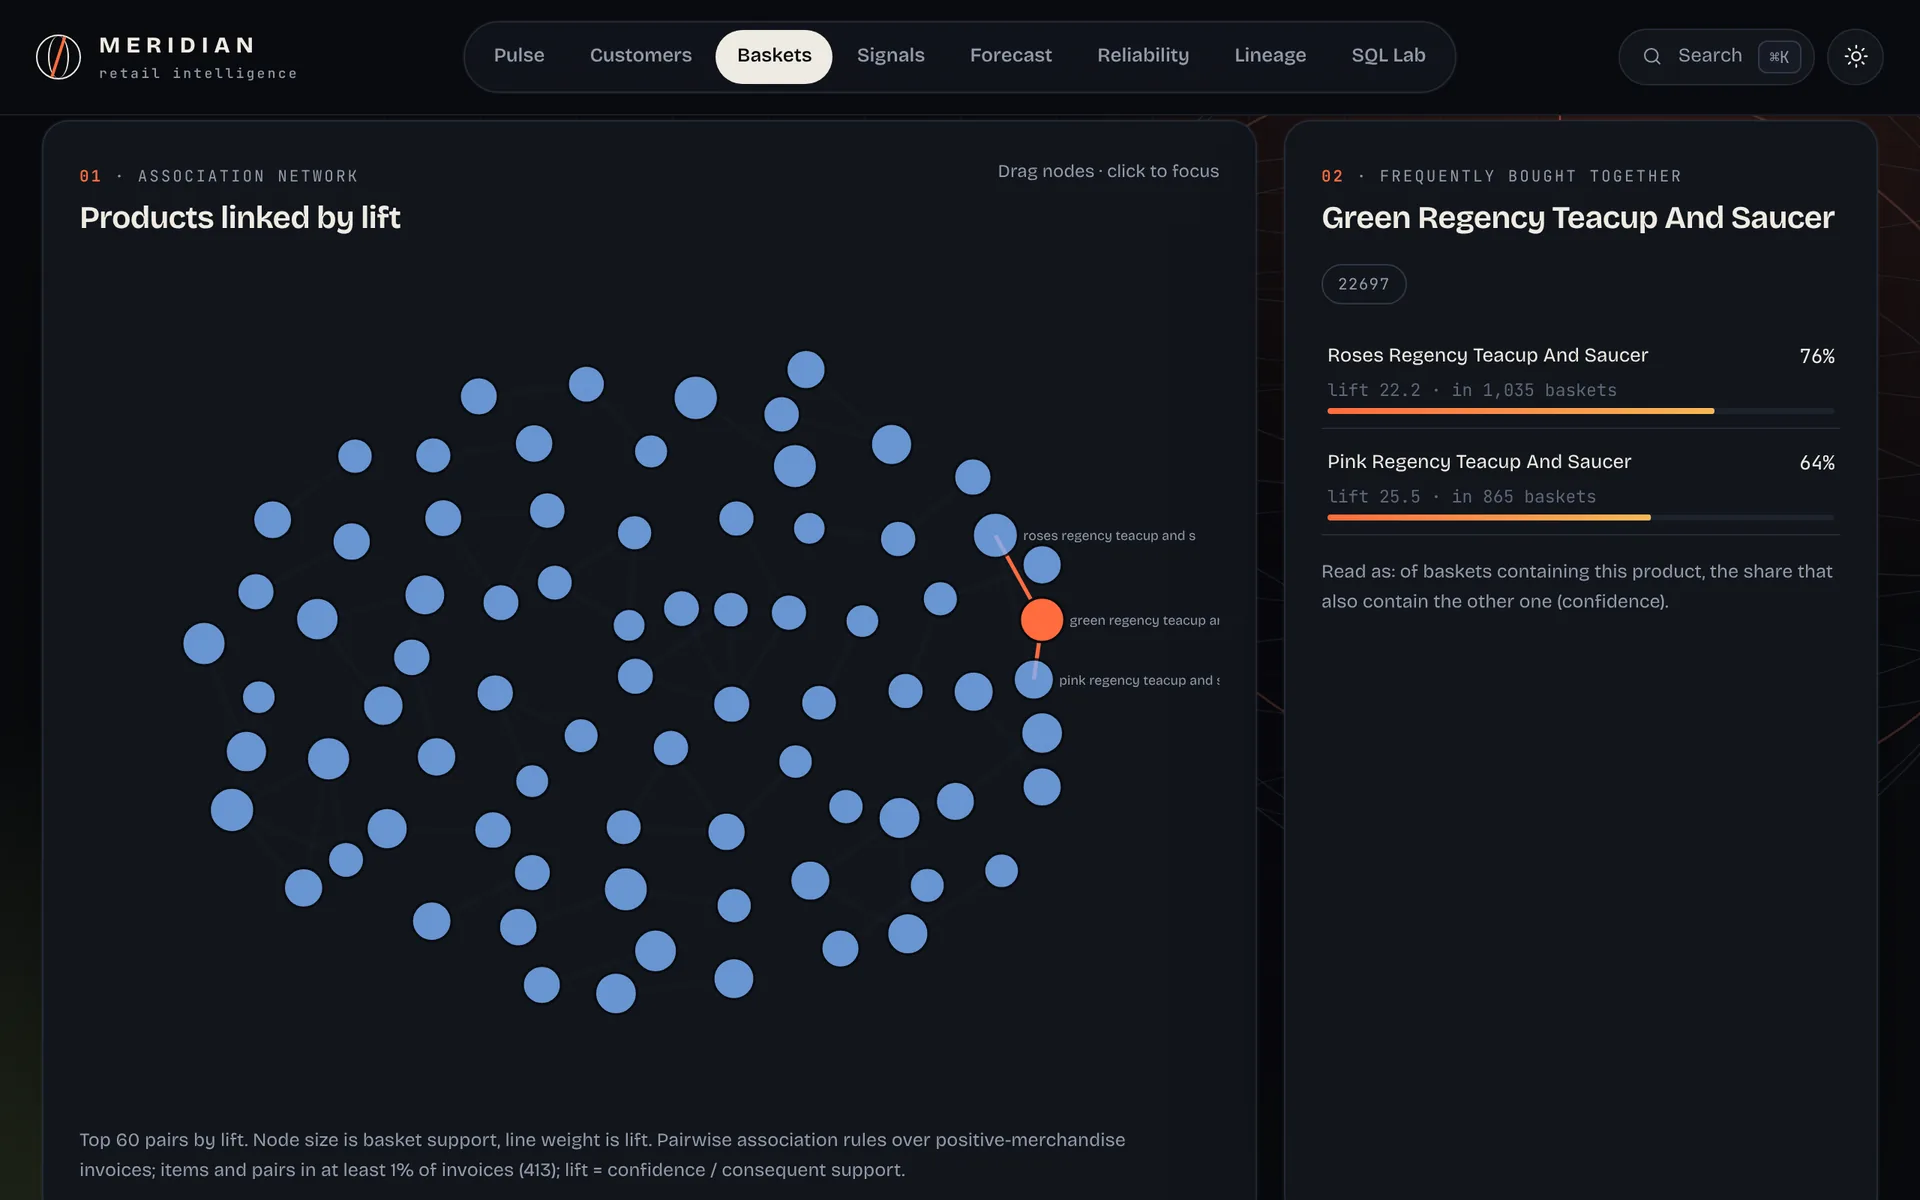 MERIDIAN
retail intelligence
Pulse
Customers
Baskets
Signals
Forecast
Reliability
Lineage
SQL Lab
Search ⌘K
01 · ASSOCIATION NETWORK
Drag nodes · click to focus
Products linked by lift
roses regency teacup and s
green regency teacup ar
pink regency teacup and s
Top 60 pairs by lift. Node size is basket support, line weight is lift. Pairwise association rules over positive-merchandise
invoices; items and pairs in at least 1% of invoices (413); lift = confidence / consequent support.
02 · FREQUENTLY BOUGHT TOGETHER
Green Regency Teacup And Saucer
22697
Roses Regency Teacup And Saucer 76%
lift 22.2 · in 1,035 baskets
Pink Regency Teacup And Saucer 64%
lift 25.5 · in 865 baskets
Read as: of baskets containing this product, the share that
also contain the other one (confidence).